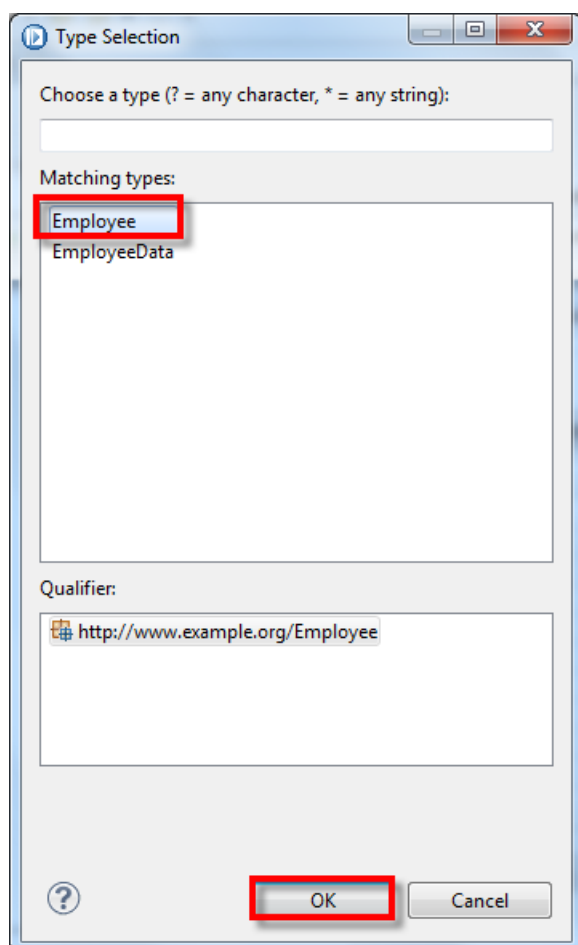 Type Selection
Choose a type (? = any character, * = any string):
Matching types:
Employee
EmployeeData
Qualifier:
http://www.example.org/Employee
OK Cancel